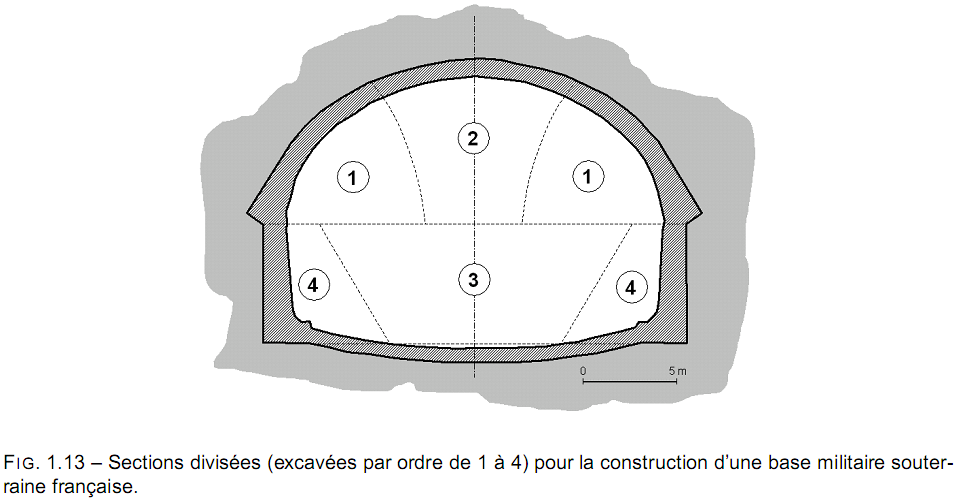 2
1 1
3
4 4
0 5 m
FIG. 1.13 – Sections divisées (excavées par ordre de 1 à 4) pour la construction d'une base militaire souter-
raine française.